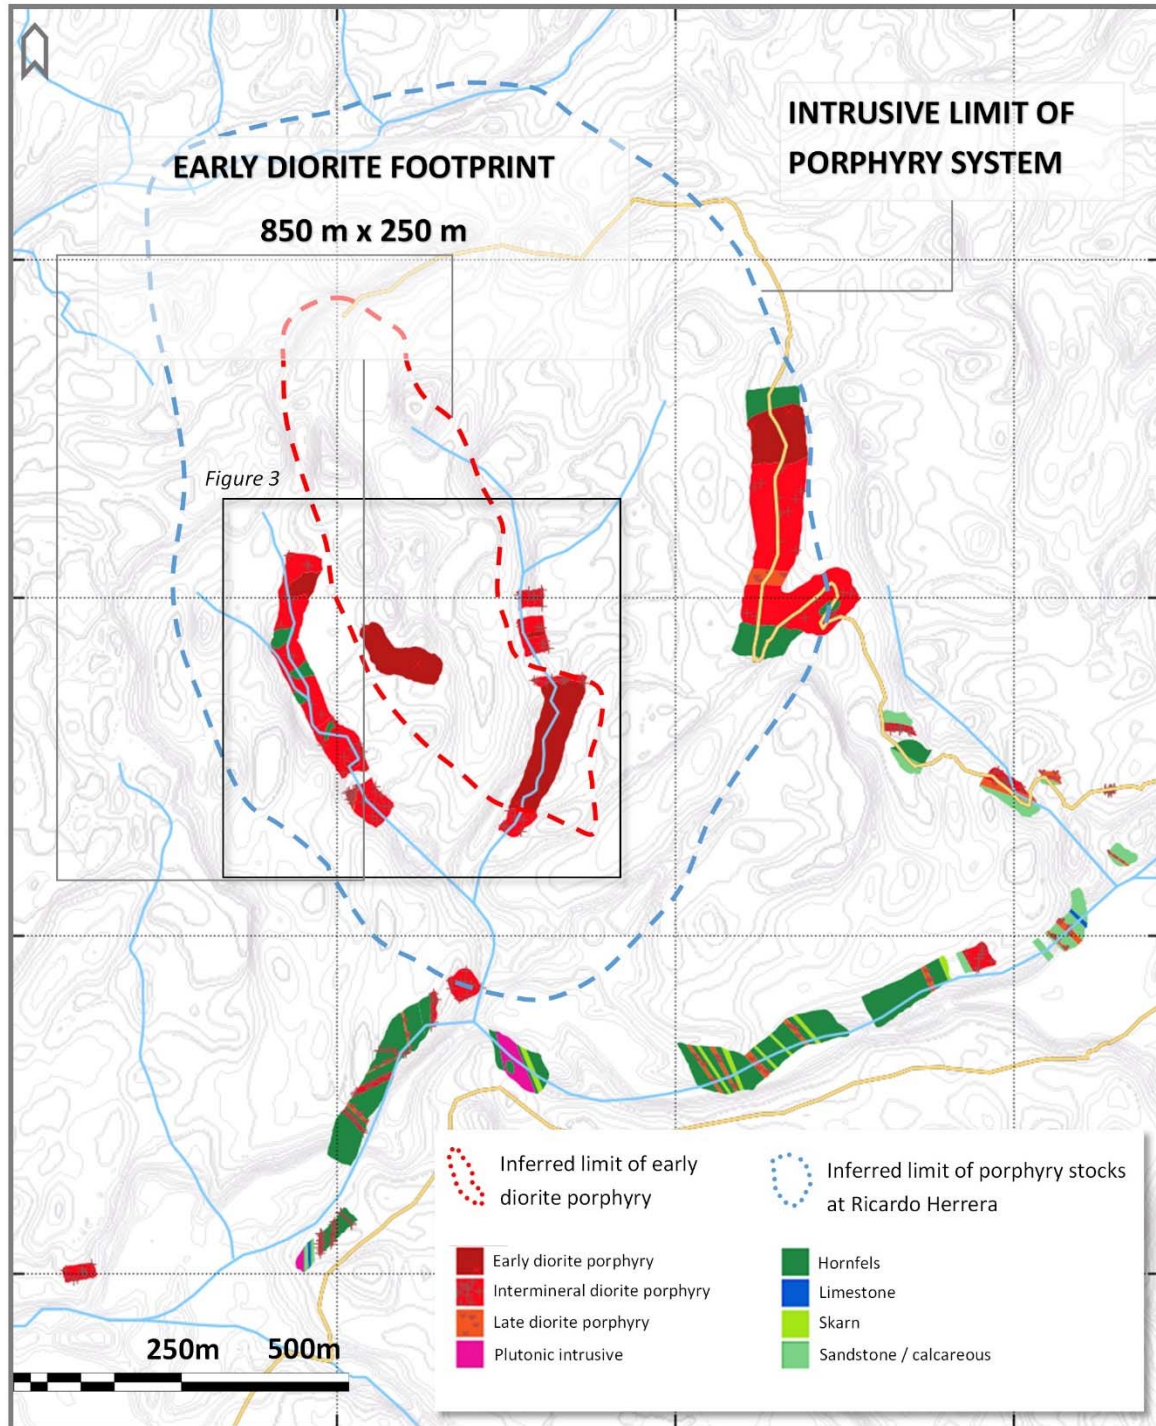 INTRUSIVE LIMIT OF
PORPHYRY SYSTEM
EARLY DIORITE FOOTPRINT
850 m x 250 m
Figure 3
Inferred limit of early
diorite porphyry
Inferred limit of porphyry stocks
at Ricardo Herrera
Early diorite porphyry
Intermineral diorite porphyry
Late diorite porphyry
Plutonic intrusive
Hornfels
Limestone
Skarn
Sandstone / calcareous
250m 500m